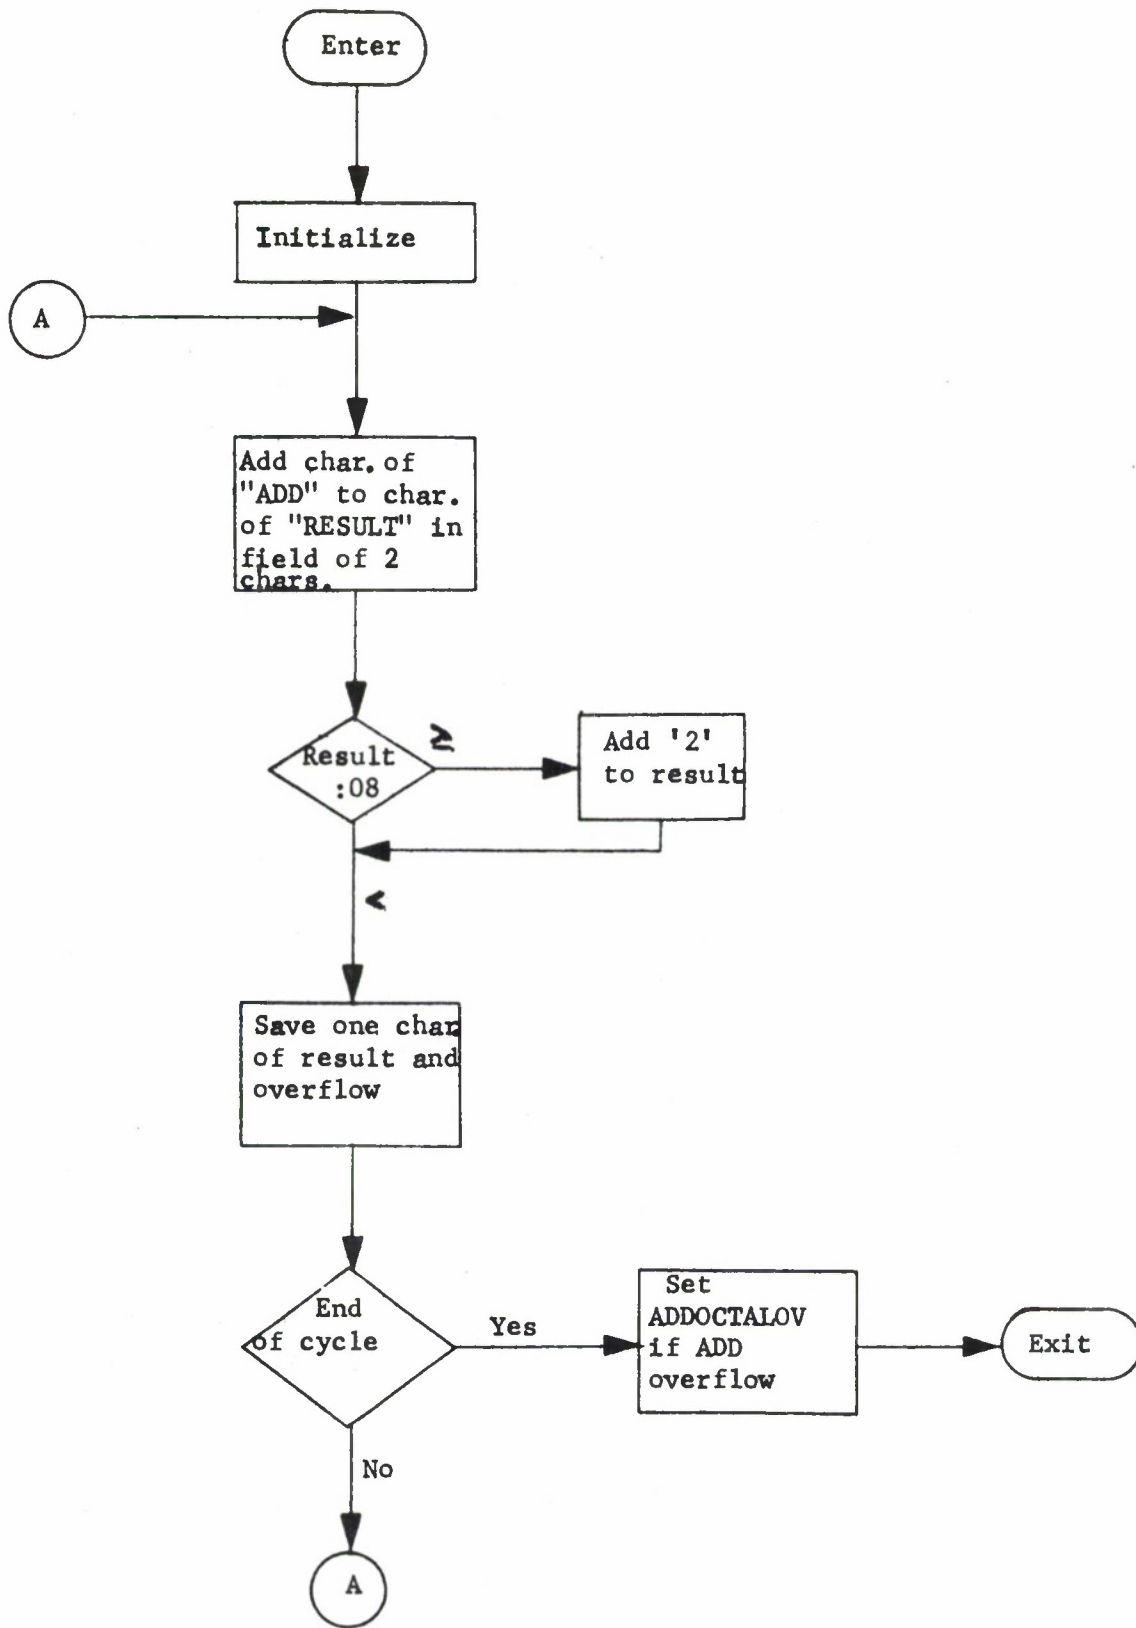 Enter
Initialize
A
Add char. of
"ADD" to char.
of "RESULT" in
field of 2
chars.
Result
:08
≥
Add '2'
to result
<
Save one char.
of result and
overflow
End
of cycle
Yes
Set
ADDOCTALOV
if ADD
overflow
Exit
No
A